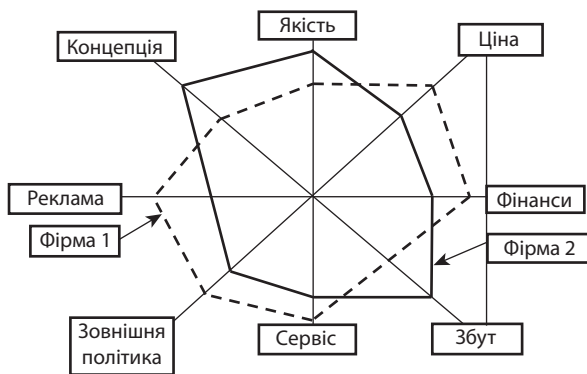 Якість
Концепція
Ціна
Реклама
Фінанси
Фірма 1
Фірма 2
Зовнішня
політика
Сервіс
Збут